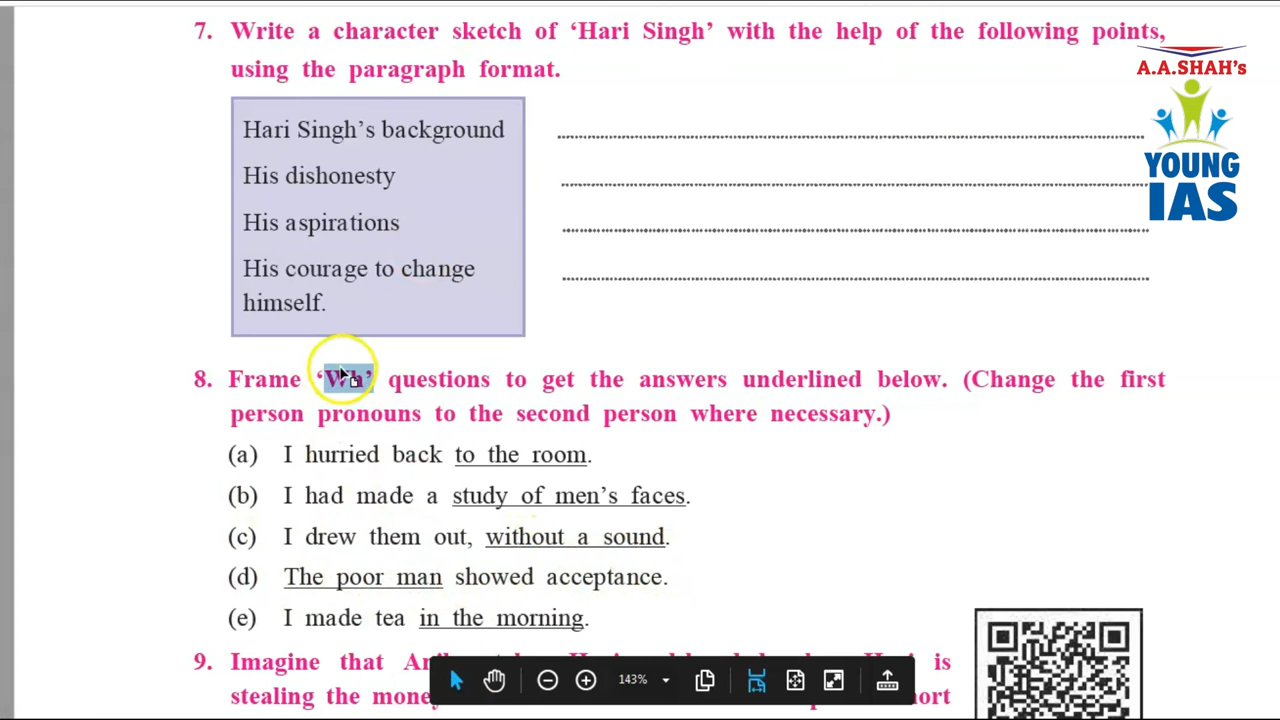 7. Write a character sketch of ‘Hari Singh’ with the help of the following points,
using the paragraph format.
A.A.SHAH's
YOUNG
IAS
Hari Singh’s background
His dishonesty
His aspirations
His courage to change
himself.
8. Frame ‘Wh’ questions to get the answers underlined below. (Change the first
person pronouns to the second person where necessary.)
(a) I hurried back to the room.
(b) I had made a study of men’s faces.
(c) I drew them out, without a sound.
(d) The poor man showed acceptance.
(e) I made tea in the morning.
9. Imagine that is
stealing the
143%